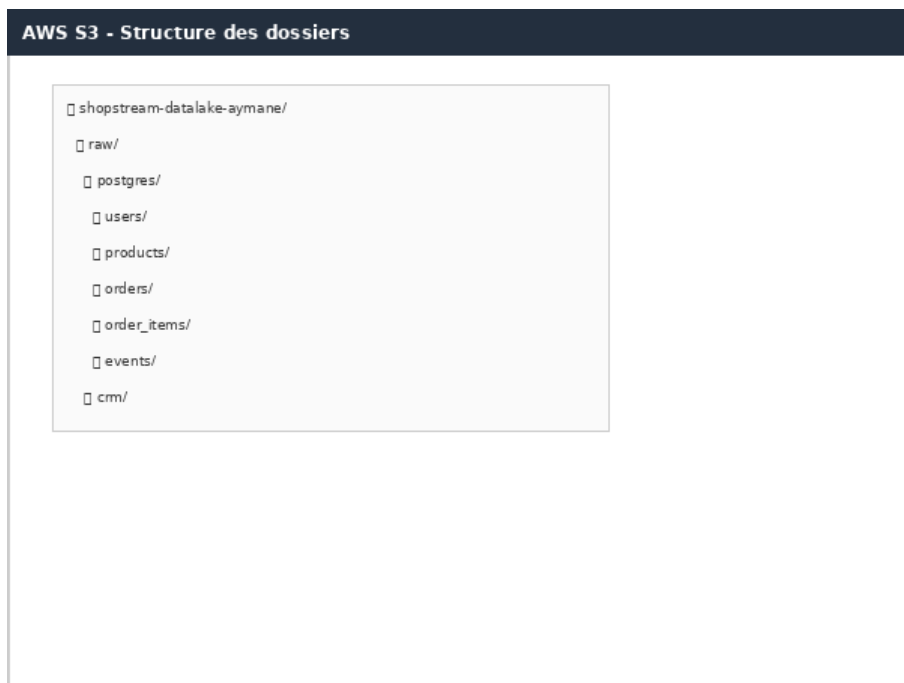 AWS S3 - Structure des dossiers
shopstream-datalake-aymane/
raw/
postgres/
users/
products/
orders/
order_items/
events/
crm/